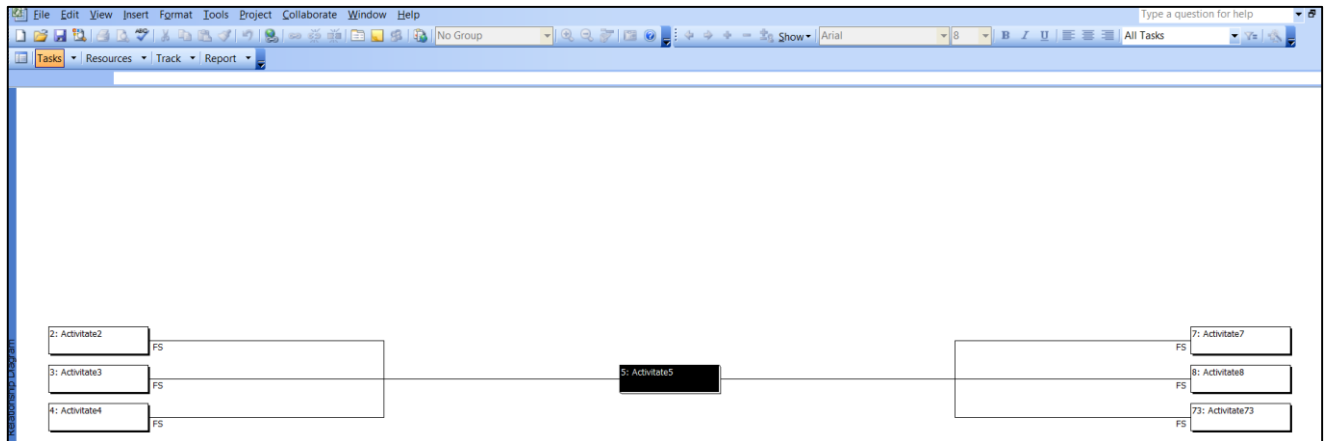 File Edit View Insert Format Tools Project Collaborate Window Help Type a question for help
No Group Show Arial 8 B I U All Tasks
Tasks Resources Track Report
2: Activitate2 7: Activitate7
FS FS
3: Activitate3 5: Activitate5 8: Activitate8
FS FS
4: Activitate4 73: Activitate73
FS FS
Relationship Diagram